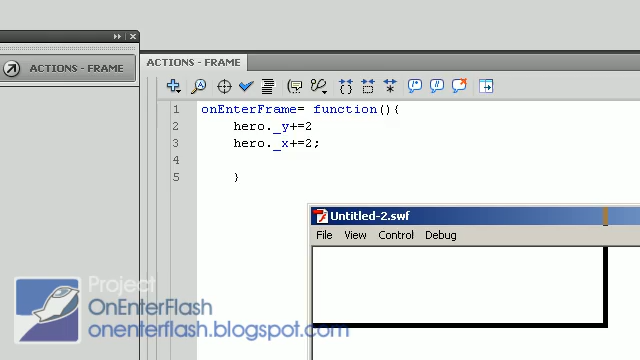 ACTIONS - FRAME
ACTIONS - FRAME
1 onEnterFrame= function(){
2 hero._y+=2
3 hero._x+=2;
4
5 }
Untitled-2.swf
File View Control Debug
Project
OnEnterFlash
onenterflash.blogspot.com